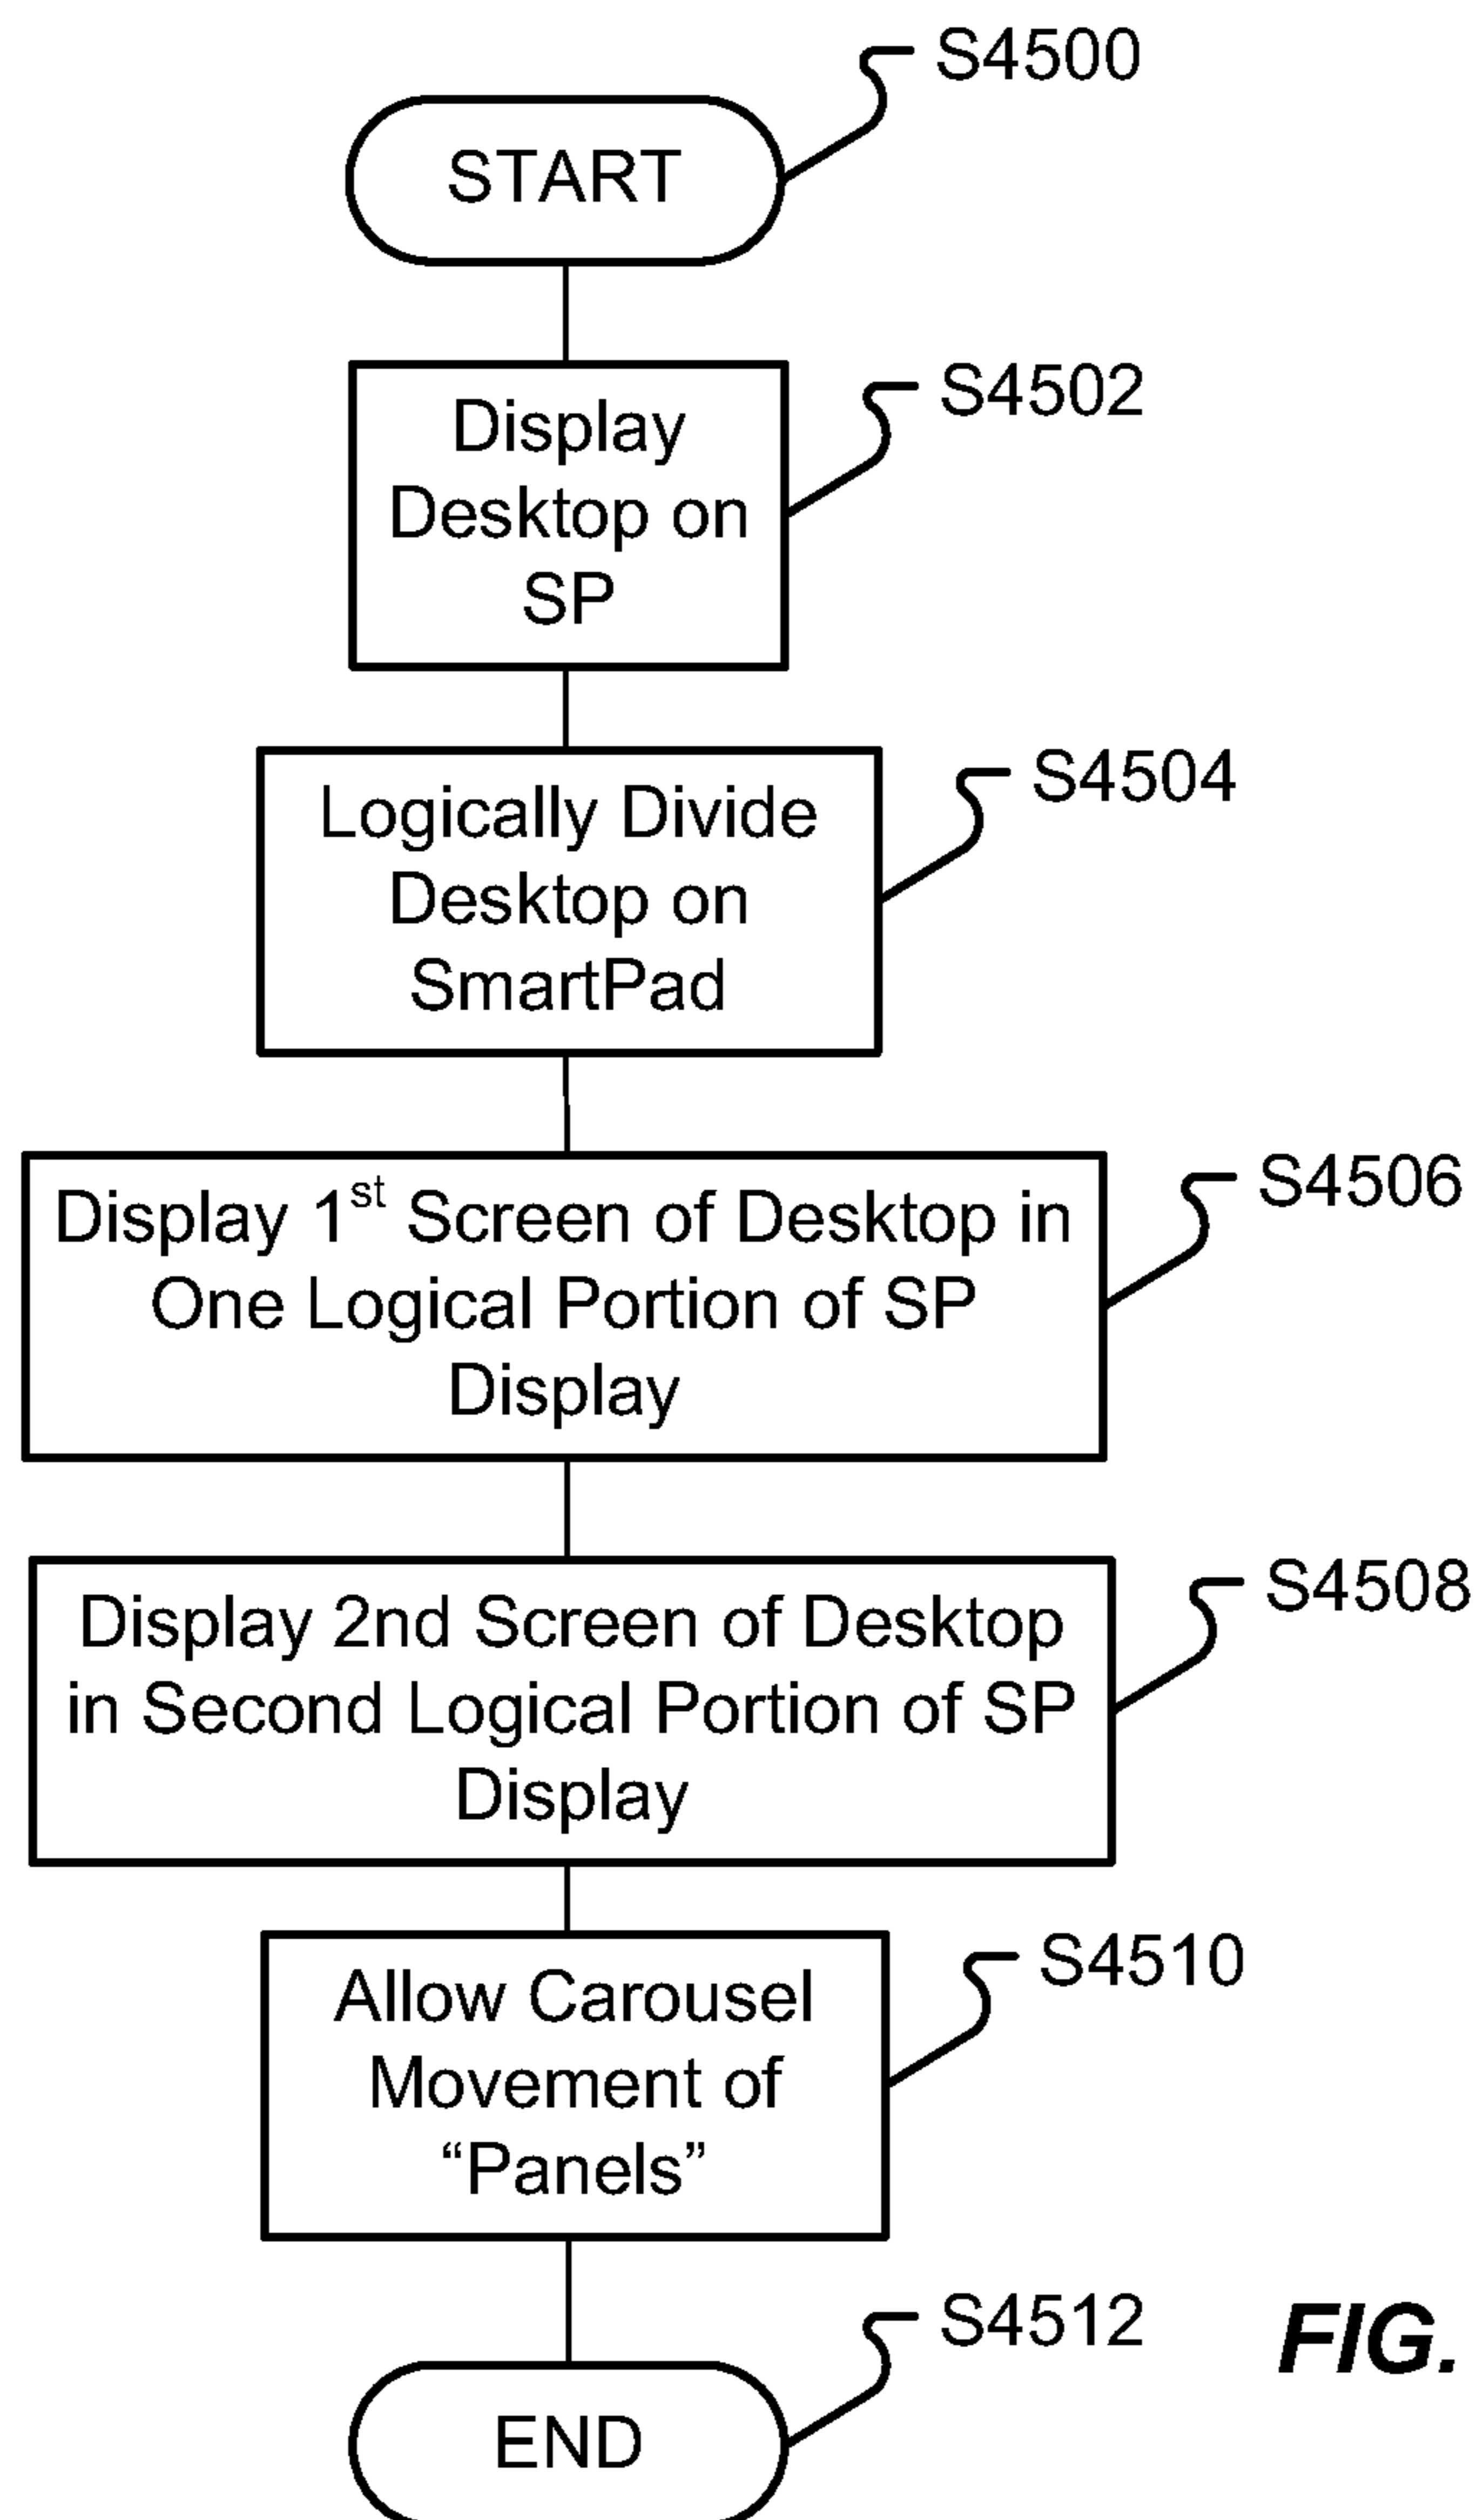 S4500
START
S4502
Display
Desktop on
SP
S4504
Logically Divide
Desktop on
SmartPad
S4506
Display 1st Screen of Desktop in
One Logical Portion of SP
Display
S4508
Display 2nd Screen of Desktop
in Second Logical Portion of SP
Display
S4510
Allow Carousel
Movement of
“Panels”
S4512
END
FIG.